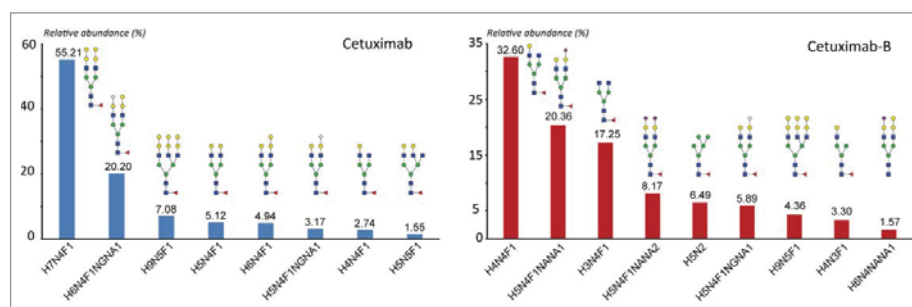 Relative abundance (%)
Cetuximab
60
40
20
0
55.21
20.20
7.08
5.12
4.94
3.17
2.74
1.55
H7N4F1
H6N4F1NGNA1
H9N5F1
H5N4F1
H6N4F1
H5N4F1NGNA1
H4N4F1
H5N5F1
Relative abundance (%)
Cetuximab-B
35
25
15
5
0
32.60
20.36
17.25
8.17
6.49
5.89
4.36
3.30
1.57
H4N4F1
H5N4F1NANA1
H3N4F1
H5N4F1NANA2
H5N2
H5N4F1NGNA1
H9N5F1
H4N3F1
H6N4NANA1